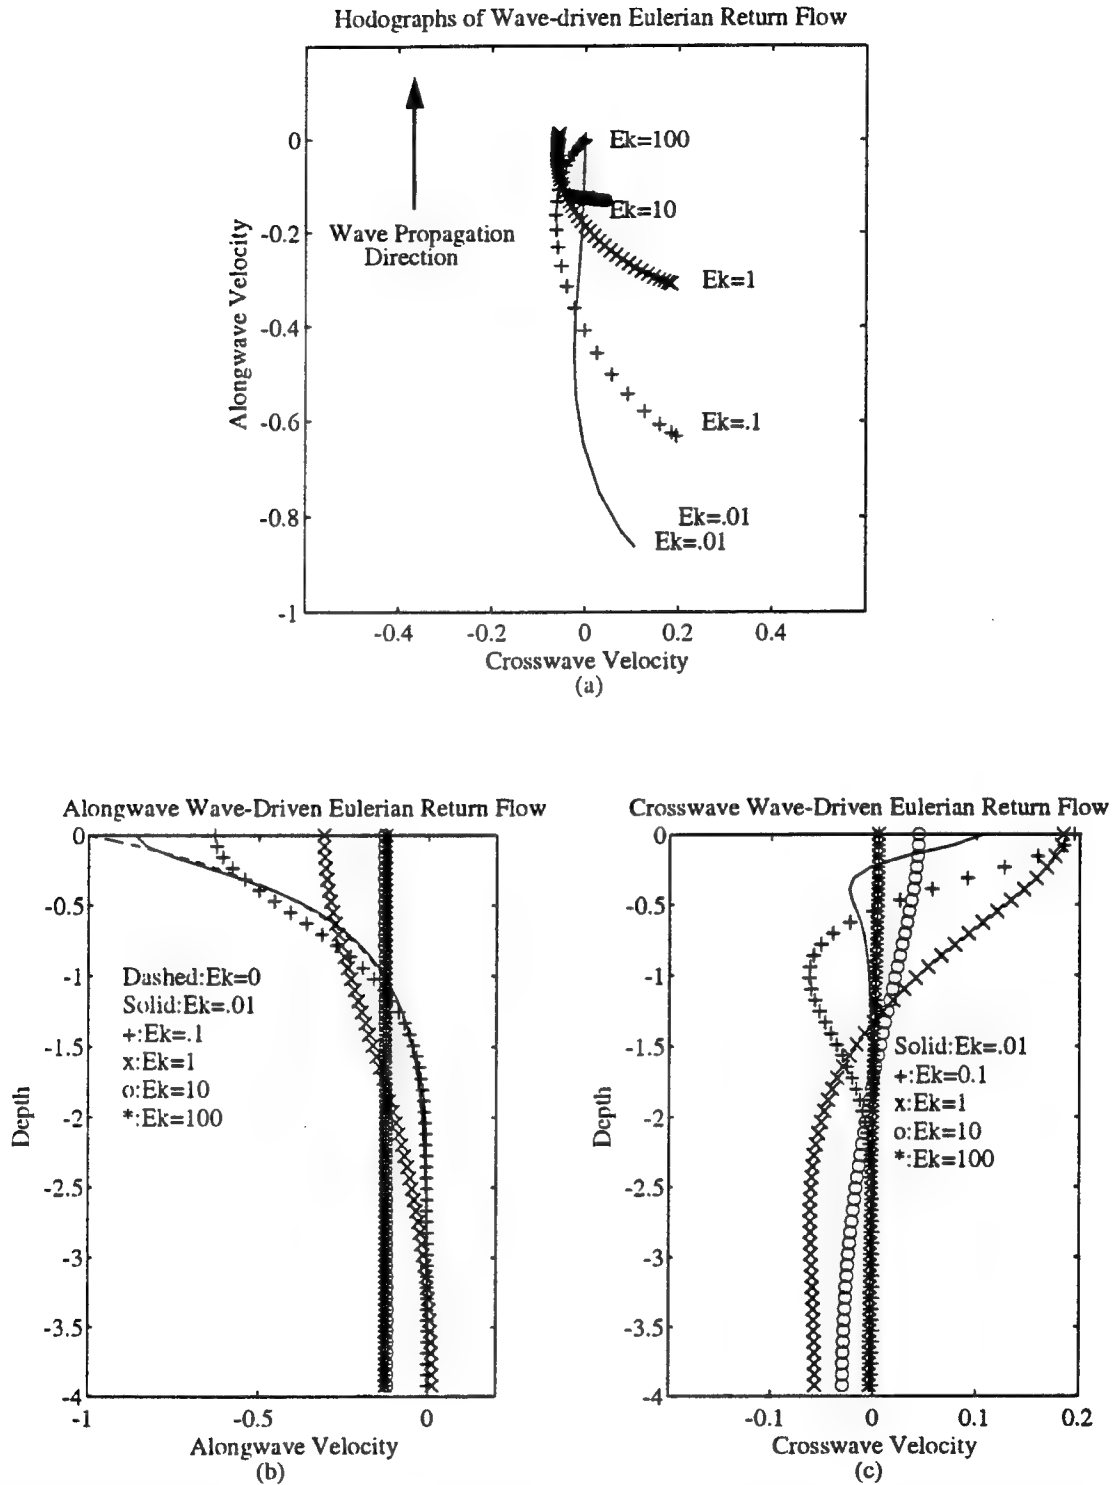 Hodographs of Wave-driven Eulerian Return Flow
0
-0.2
-0.4
-0.6
-0.8
-1
Alongwave Velocity
Wave Propagation
Direction
Ek=100
Ek=10
Ek=1
Ek=.1
Ek=.01
Ek=.01
-0.4 -0.2 0 0.2 0.4
Crosswave Velocity
(a)
Alongwave Wave-Driven Eulerian Return Flow
0
-0.5
-1
-1.5
-2
-2.5
-3
-3.5
-4
Depth
Dashed:Ek=0
Solid:Ek=.01
+:Ek=.1
x:Ek=1
o:Ek=10
*:Ek=100
-1 -0.5 0
Alongwave Velocity
(b)
Crosswave Wave-Driven Eulerian Return Flow
0
-0.5
-1
-1.5
-2
-2.5
-3
-3.5
-4
Depth
Solid:Ek=.01
+:Ek=0.1
x:Ek=1
o:Ek=10
*:Ek=100
-0.1 0 0.1 0.2
Crosswave Velocity
(c)